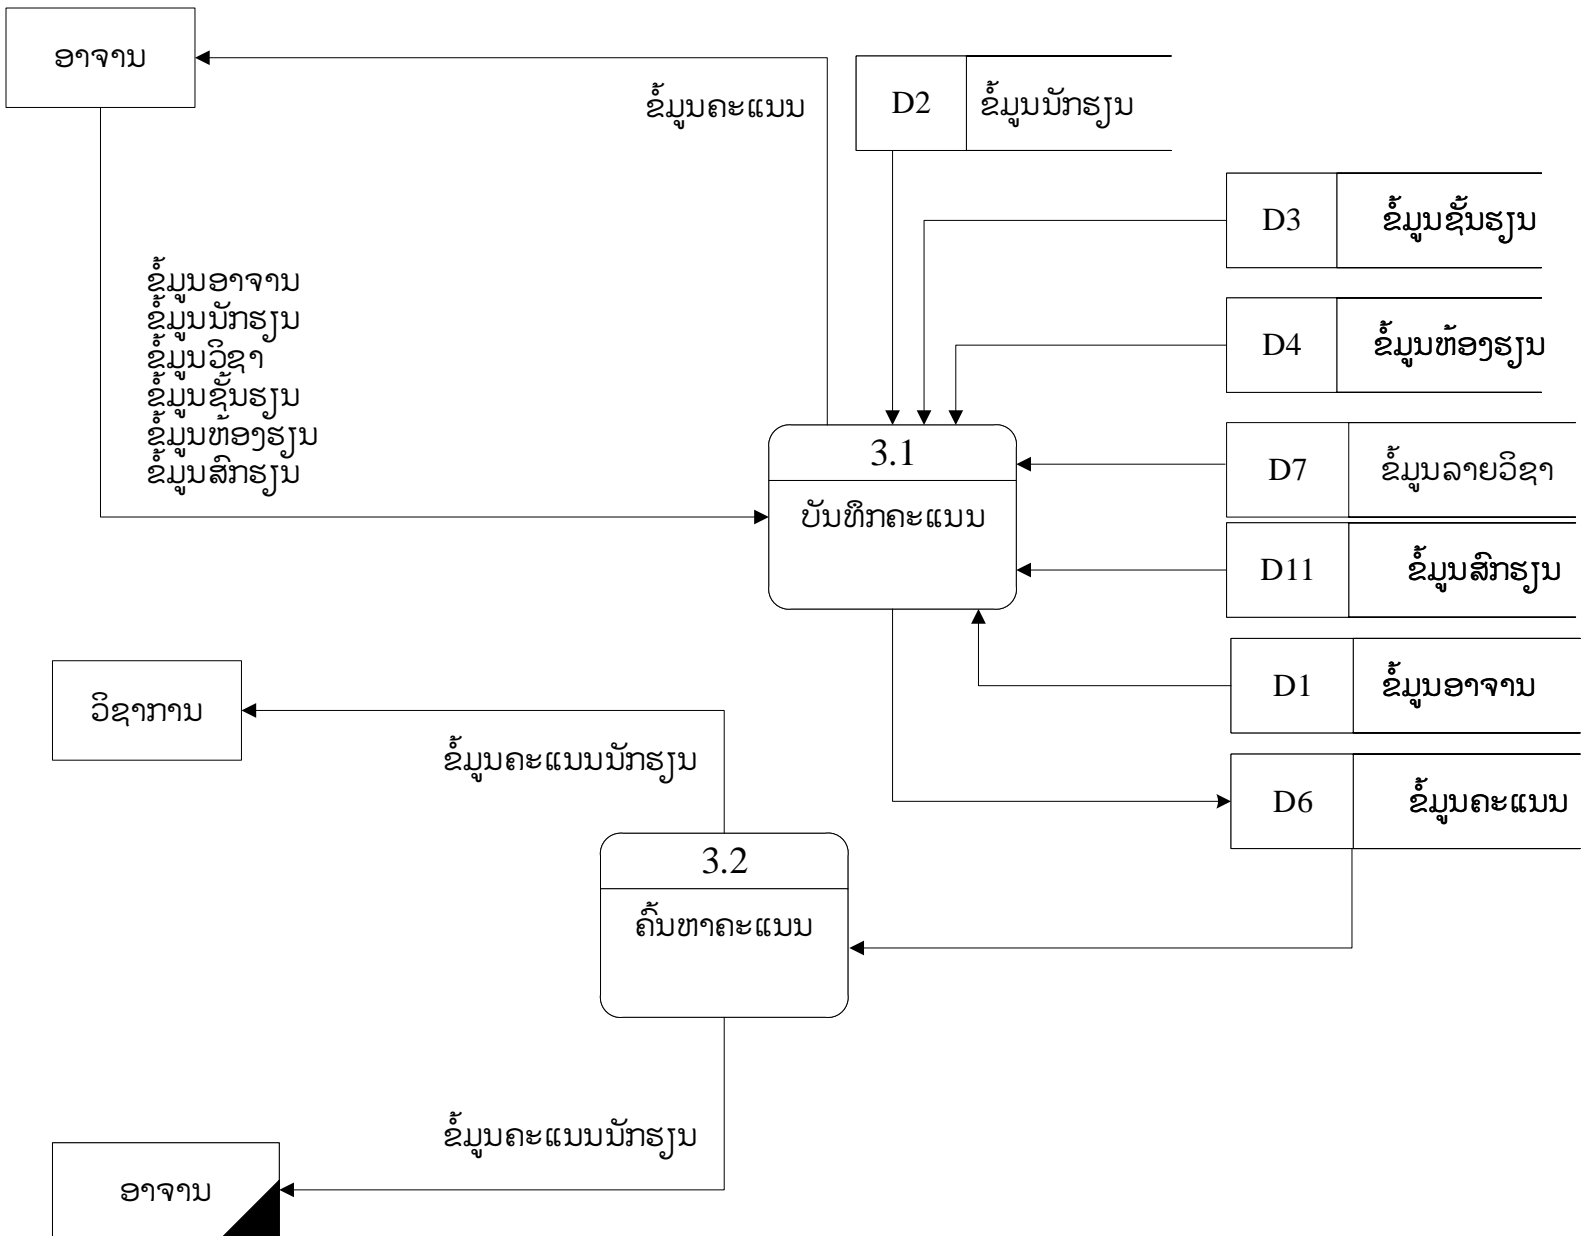 ອາຈານ
ຂໍ້ມູນຄະແນນ
D2 ຂໍ້ມູນນັກຮຽນ
D3 ຂໍ້ມູນຊັ້ນຮຽນ
ຂໍ້ມູນອາຈານ
ຂໍ້ມູນນັກຮຽນ
ຂໍ້ມູນວິຊາ
ຂໍ້ມູນຊັ້ນຮຽນ
ຂໍ້ມູນຫ້ອງຮຽນ
ຂໍ້ມູນສົກຮຽນ
D4 ຂໍ້ມູນຫ້ອງຮຽນ
3.1
ບັນທຶກຄະແນນ
D7 ຂໍ້ມູນລາຍວິຊາ
D11 ຂໍ້ມູນສົກຮຽນ
D1 ຂໍ້ມູນອາຈານ
ວິຊາການ
ຂໍ້ມູນຄະແນນນັກຮຽນ
D6 ຂໍ້ມູນຄະແນນ
3.2
ຄົ້ນຫາຄະແນນ
ຂໍ້ມູນຄະແນນນັກຮຽນ
ອາຈານ